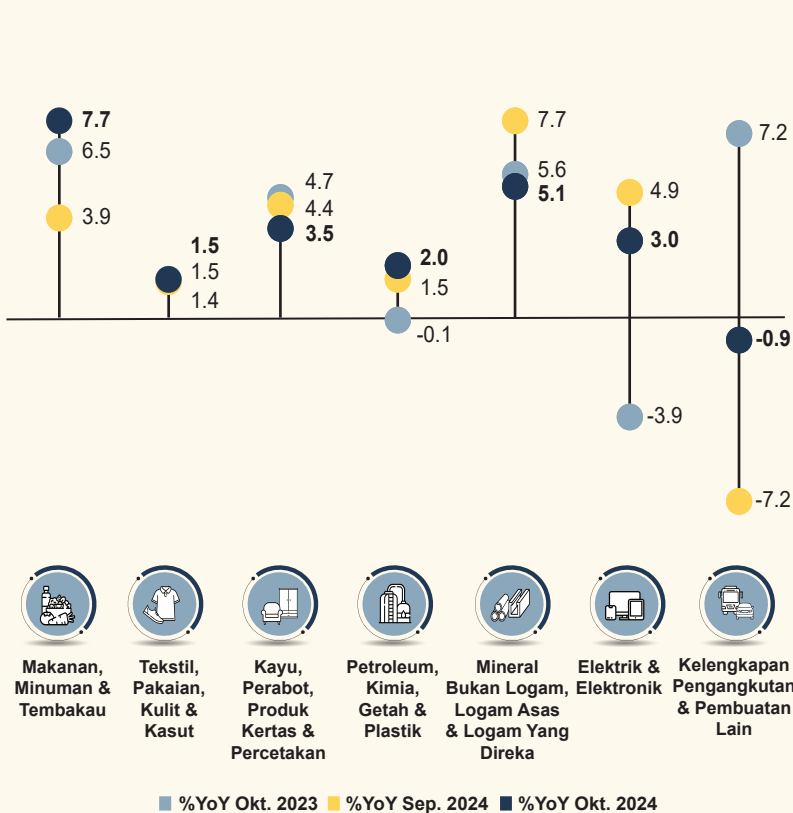 7.7
6.5
3.9
1.5
1.5
1.4
4.7
4.4
3.5
2.0
1.5
-0.1
7.7
5.6
5.1
4.9
3.0
-3.9
7.2
-0.9
-7.2
Makanan,
Minuman &
Tembakau
Tekstil,
Pakaian,
Kulit &
Kasut
Kayu,
Perabot,
Produk
Kertas &
Percetakan
Petroleum,
Kimia,
Getah &
Plastik
Mineral
Bukan Logam,
Logam Asas
& Logam Yang
Direka
Elektrik &
Elektronik
Kelengkapan
Pengangkutan
& Pembuatan
Lain
%YoY Okt. 2023 %YoY Sep. 2024 %YoY Okt. 2024